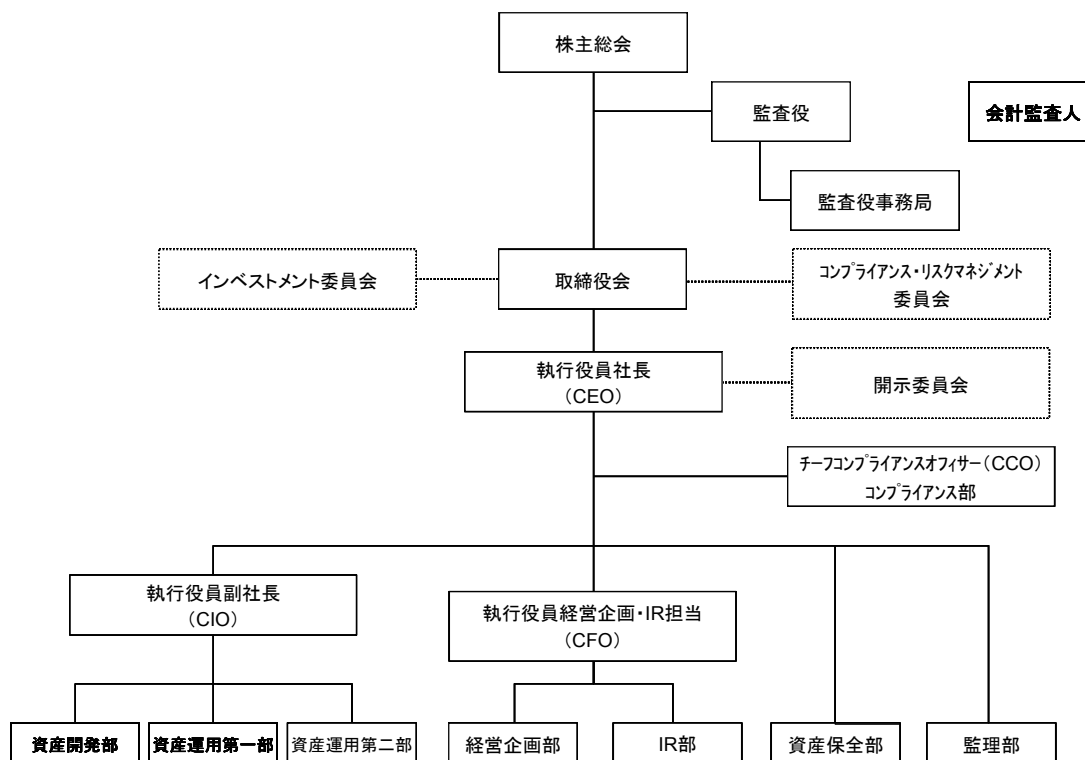 株主総会
監査役
会計監査人
監査役事務局
インベストメント委員会
取締役会
コンプライアンス・リスクマネジメント
委員会
執行役員社長
(CEO)
開示委員会
チーフコンプライアンスオフィサー(CCO)
コンプライアンス部
執行役員副社長
(CIO)
執行役員経営企画・IR担当
(CFO)
資産開発部
資産運用第一部
資産運用第二部
経営企画部
IR部
資産保全部
監理部